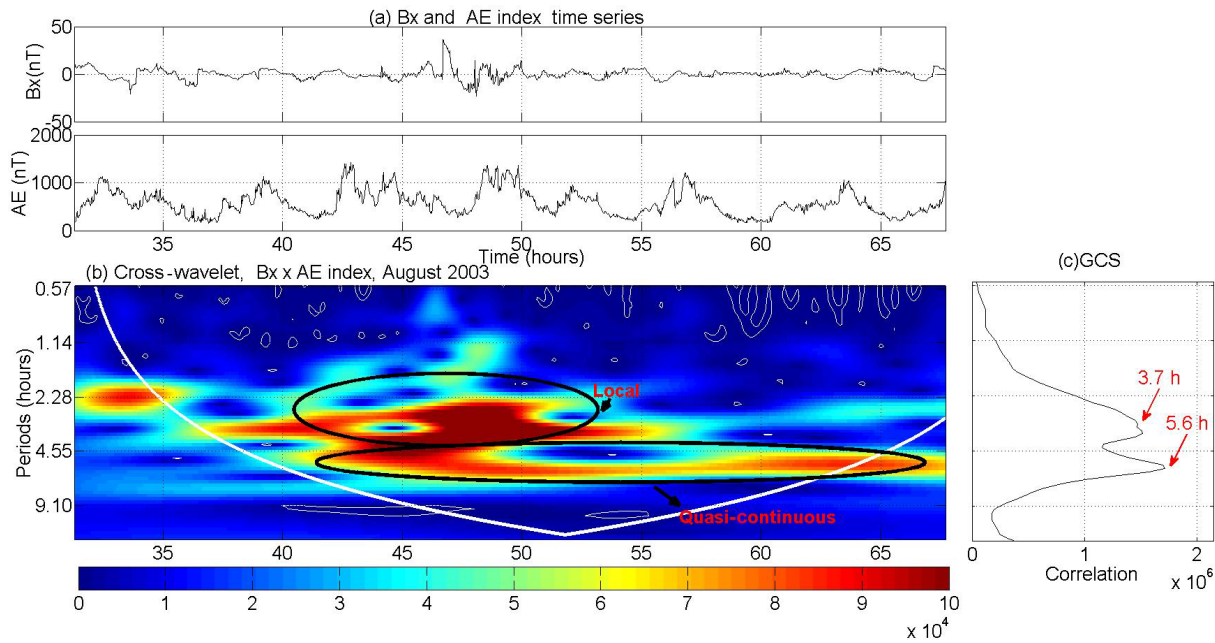 (a) Bx and AE index time series
50
0
-50
Bx(nT)
2000
1000
0
AE (nT)
35 40 45 50 55 60 65
Time (hours)
(b) Cross-wavelet, Bx x AE index, August 2003
(c)GCS
0.57
1.14
2.28
4.55
9.10
Periods (hours)
Local
Quasi-continuous
35 40 45 50 55 60 65
3.7 h
5.6 h
0 1 2
Correlation
x 10^6
0 1 2 3 4 5 6 7 8 9 10
x 10^4